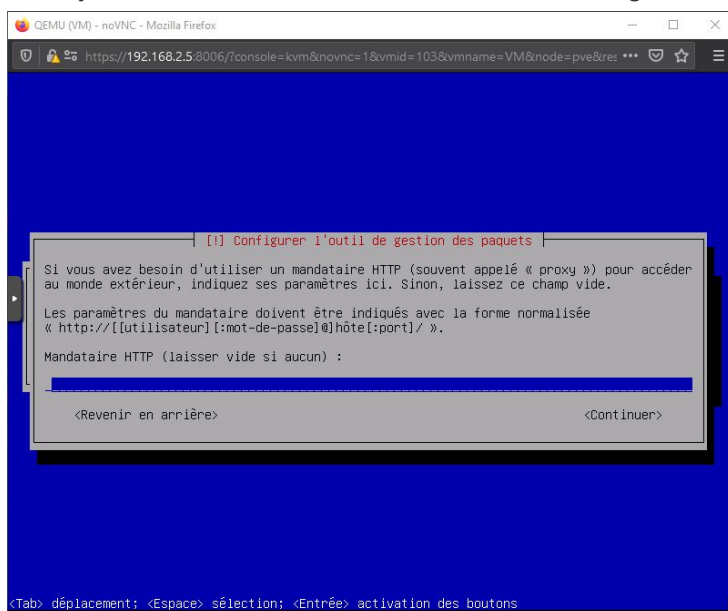 QEMU (VM) - noVNC - Mozilla Firefox
https://192.168.2.5:8006/?console=kvm&novnc=1&vmid=103&vmname=VM&node=pve&res
[!] Configurer l'outil de gestion des paquets
Si vous avez besoin d'utiliser un mandataire HTTP (souvent appelé « proxy ») pour accéder
au monde extérieur, indiquez ses paramètres ici. Sinon, laissez ce champ vide.
Les paramètres du mandataire doivent être indiqués avec la forme normalisée
« http://[[utilisateur][:mot-de-passe]@]hôte[:port]/ ».
Mandataire HTTP (laisser vide si aucun) :
<Revenir en arrière> <Continuer>
<Tab> déplacement; <Espace> sélection; <Entrée> activation des boutons